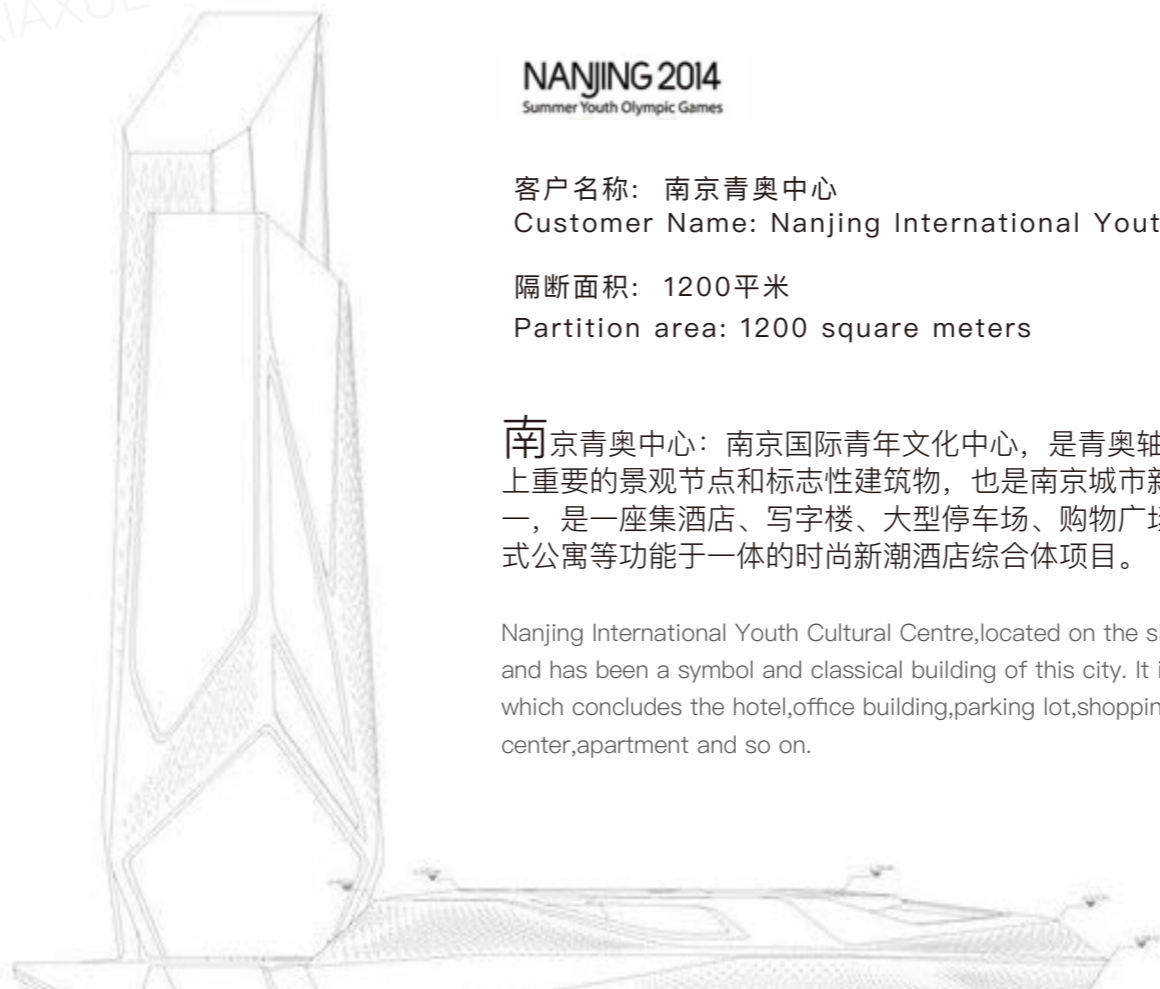 NANJING 2014
Summer Youth Olympic Games
客户名称： 南京青奥中心
Customer Name: Nanjing International
隔断面积： 1200平米
Partition area: 1200 square meters
南京青奥中心：南京国际青年文化中心，是青奥轴
上重要的景观节点和标志性建筑物，也是南京城市新
一，是一座集酒店、写字楼、大型停车场、购物广场
式公寓等功能于一体的时尚新潮酒店综合体项目。
Nanjing International Youth Cultural Centre,located on the
and has been a symbol and classical building of this city. It
which concludes the hotel,office building,parking lot,
center,apartment and so on.